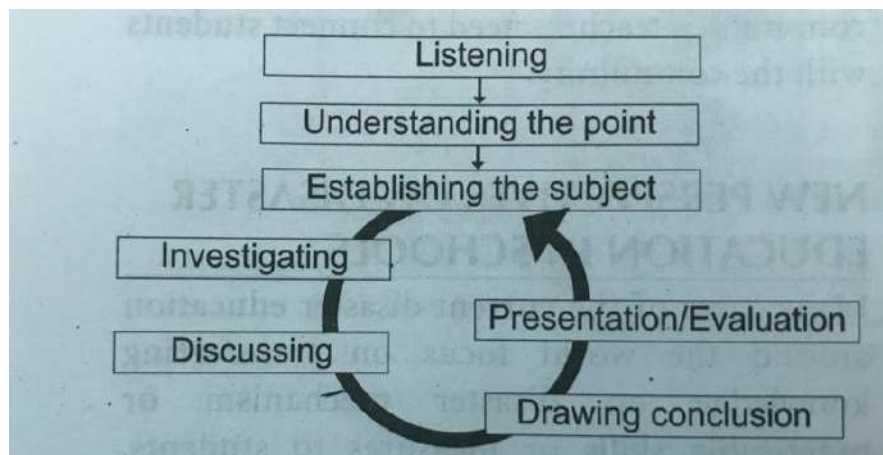 Listening
Understanding the point
Establishing the subject
Investigating
Discussing
Presentation/Evaluation
Drawing conclusion